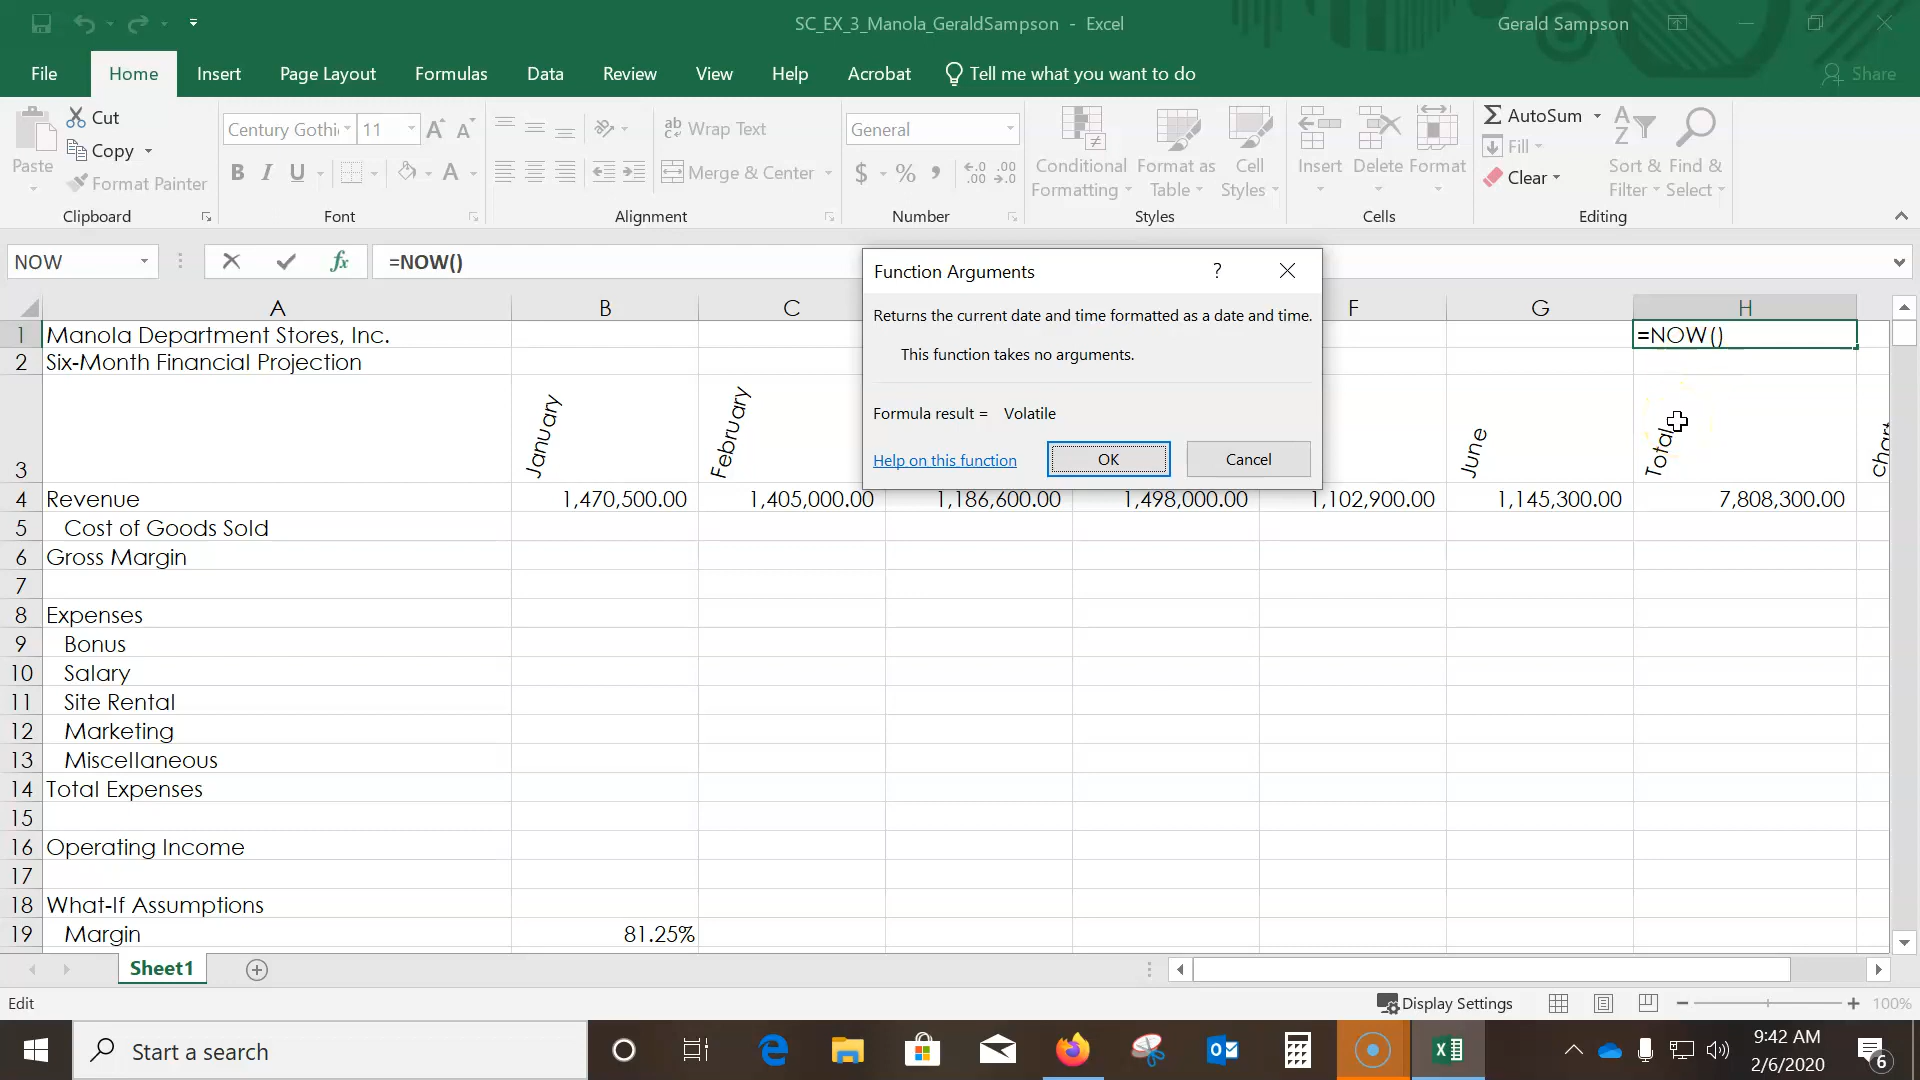 SC_EX_3_Manola_GeraldSampson - Excel
Gerald Sampson
File Home Insert Page Layout Formulas Data Review View Help Acrobat Tell me what you want to do Share
Paste
Cut
Copy
Format Painter
Clipboard
Century Gothi 11
B I U
Font
Wrap Text
Merge & Center
Alignment
General
$ % ,
Number
Conditional Formatting
Format as Table
Cell Styles
Styles
Insert Delete Format
Cells
AutoSum
Fill
Clear
Sort & Filter
Find & Select
Editing
NOW
fx
=NOW()
Function Arguments
?
Returns the current date and time formatted as a date and time.
This function takes no arguments.
Formula result = Volatile
Help on this function
OK
Cancel
A B C F G H
1 Manola Department Stores, Inc. =NOW()
2 Six-Month Financial Projection
3 January February June Total
4 Revenue 1,470,500.00 1,405,000.00 1,186,600.00 1,498,000.00 1,102,900.00 1,145,300.00 7,808,300.00
5 Cost of Goods Sold
6 Gross Margin
7
8 Expenses
9 Bonus
10 Salary
11 Site Rental
12 Marketing
13 Miscellaneous
14 Total Expenses
15
16 Operating Income
17
18 What-If Assumptions
19 Margin 81.25%
Sheet1
Edit
Display Settings
100%
Start a search
9:42 AM
2/6/2020
6